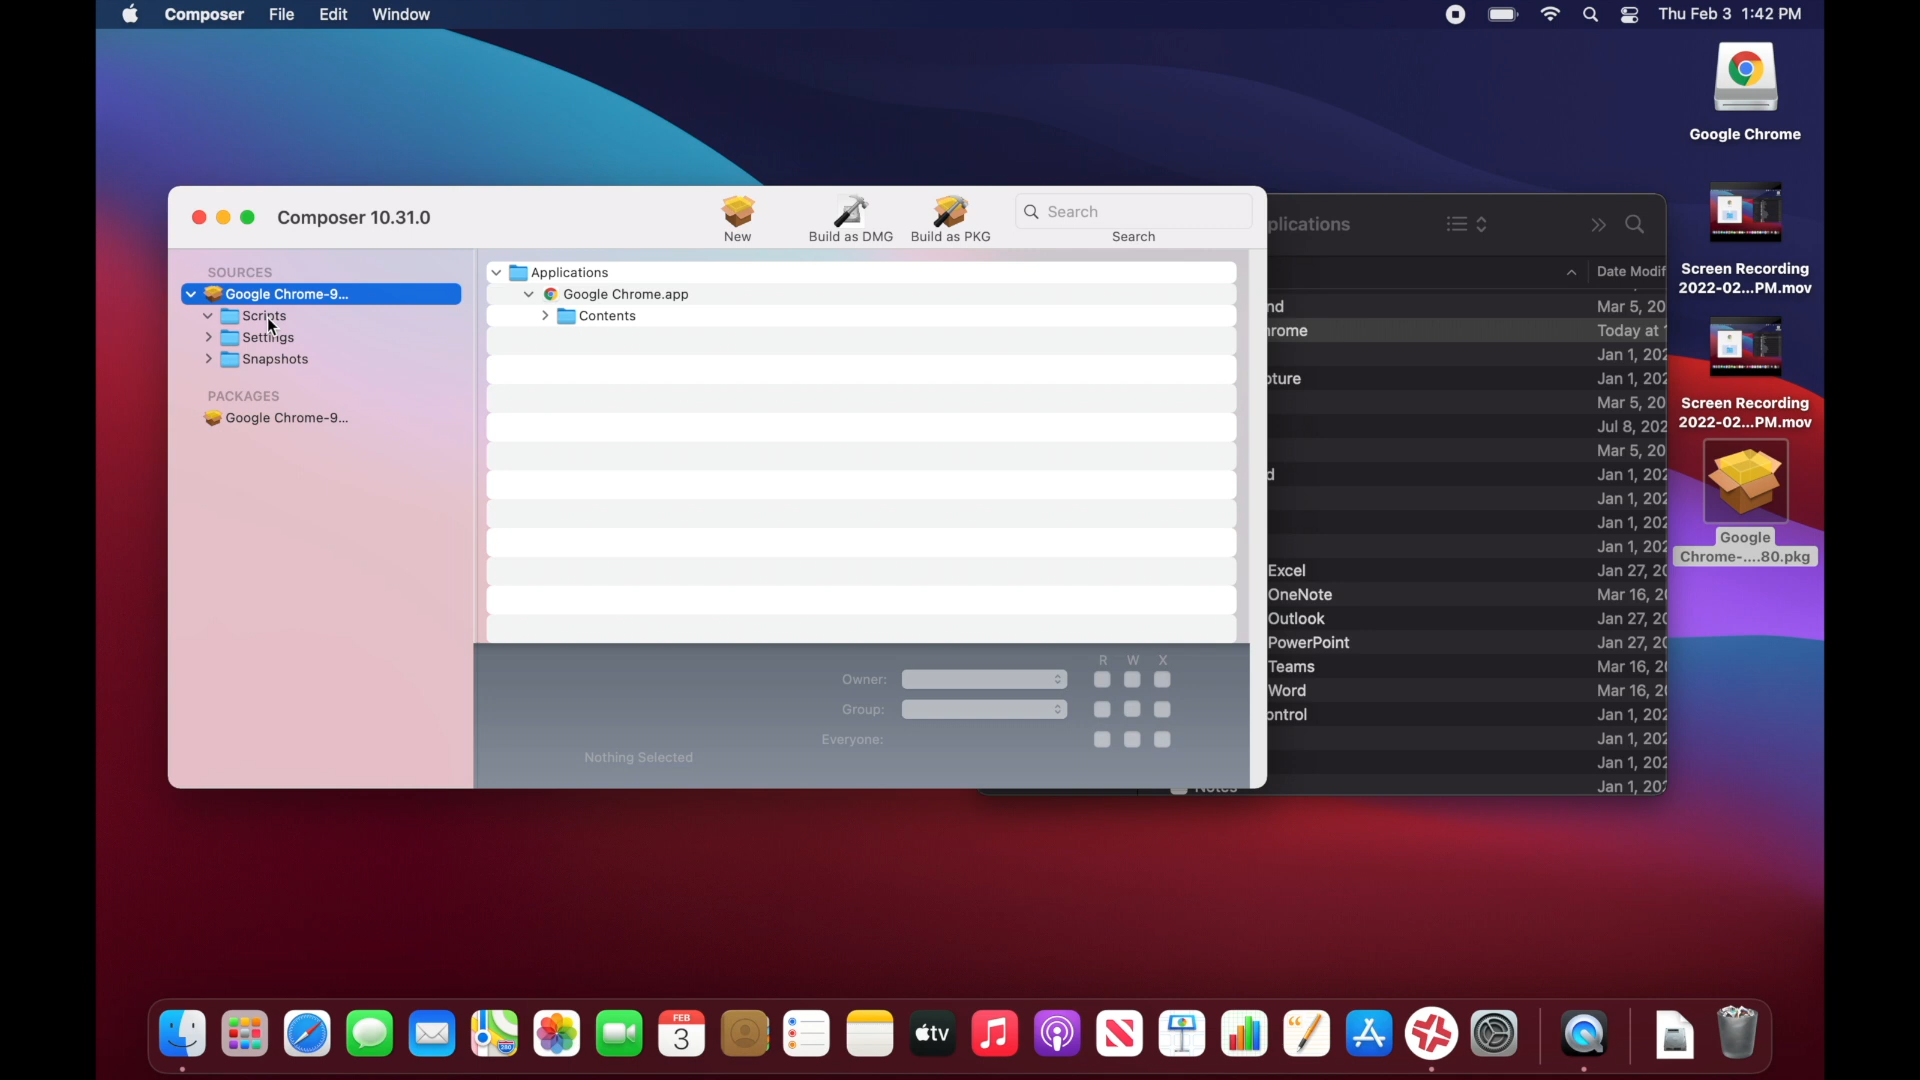 Composer File Edit Window Thu Feb 3 1:42 PM
Google Chrome
Screen Recording
2022-02...PM.mov
Screen Recording
2022-02...PM.mov
Google
Chrome-....80.pkg
Composer 10.31.0
New
Build as DMG
Build as PKG
Search
Search
SOURCES
Google Chrome-9...
Scripts
Settings
Snapshots
PACKAGES
Google Chrome-9...
Applications
Google Chrome.app
Contents
R W X
Owner:
Group:
Everyone:
Nothing Selected
plications
Date Modif
nd Mar 5, 20
hrome Today at
Jan 1, 202
pture Jan 1, 202
Mar 5, 20
Jul 8, 202
Mar 5, 20
d Jan 1, 202
Jan 1, 202
Jan 1, 202
Jan 1, 202
Excel Jan 27, 20
OneNote Mar 16, 20
Outlook Jan 27, 20
PowerPoint Jan 27, 20
Teams Mar 16, 20
Word Mar 16, 20
ontrol Jan 1, 202
Jan 1, 202
Jan 1, 202
Notes Jan 1, 202
FEB
3
280
tv